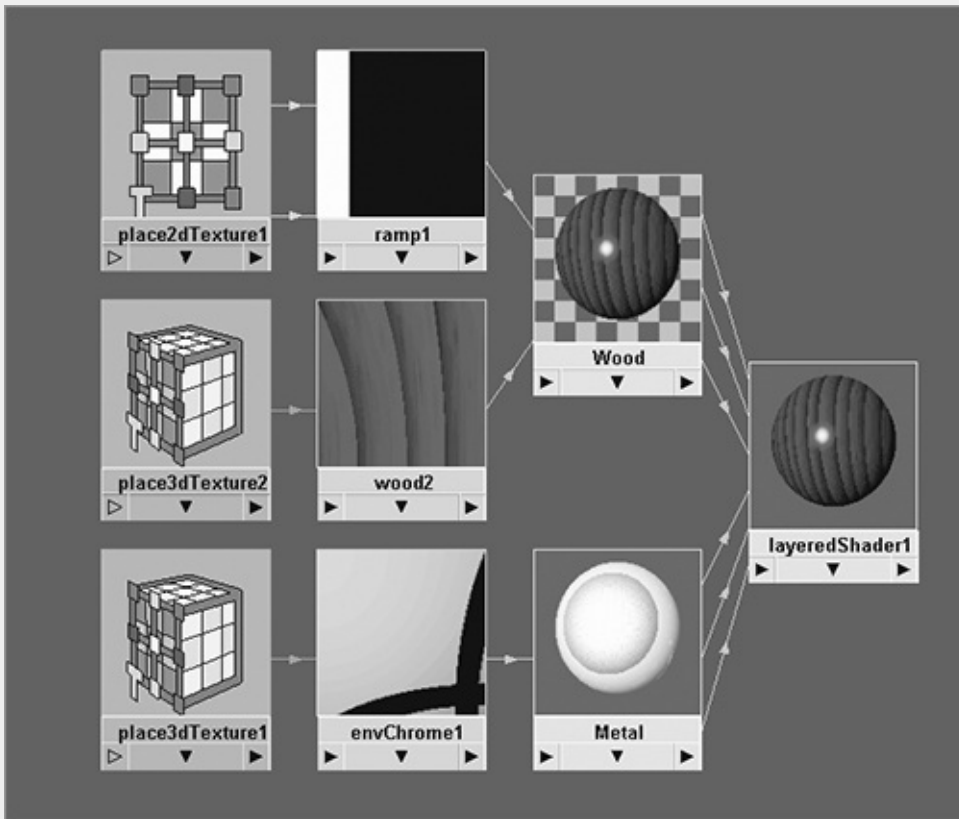 place2dTexture1
ramp1
Wood
place3dTexture2
wood2
layeredShader1
place3dTexture1
envChrome1
Metal